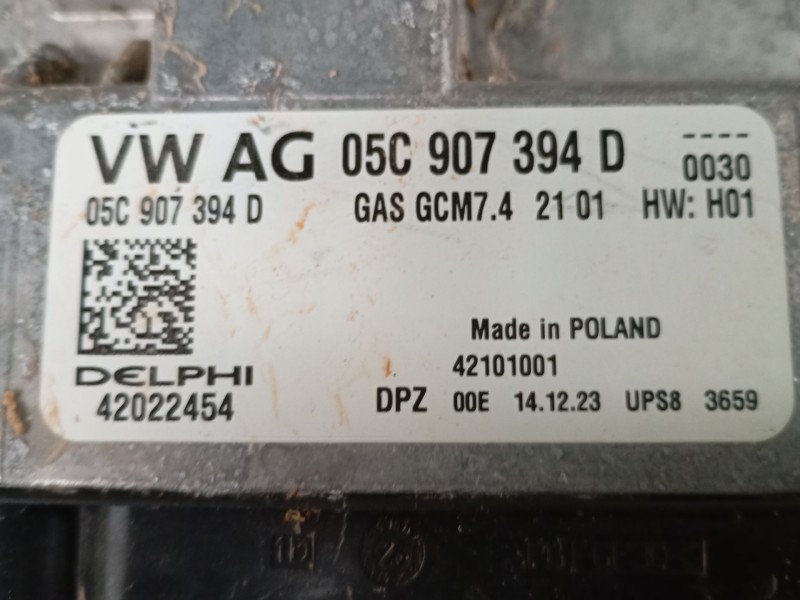 VW AG 05C 907 394 D ----
0030
05C 907 394 D GAS GCM7.4 21 01 HW: H01
Made in POLAND
DELPHI 42101001
42022454 DPZ 00E 14.12.23 UPS8 3659